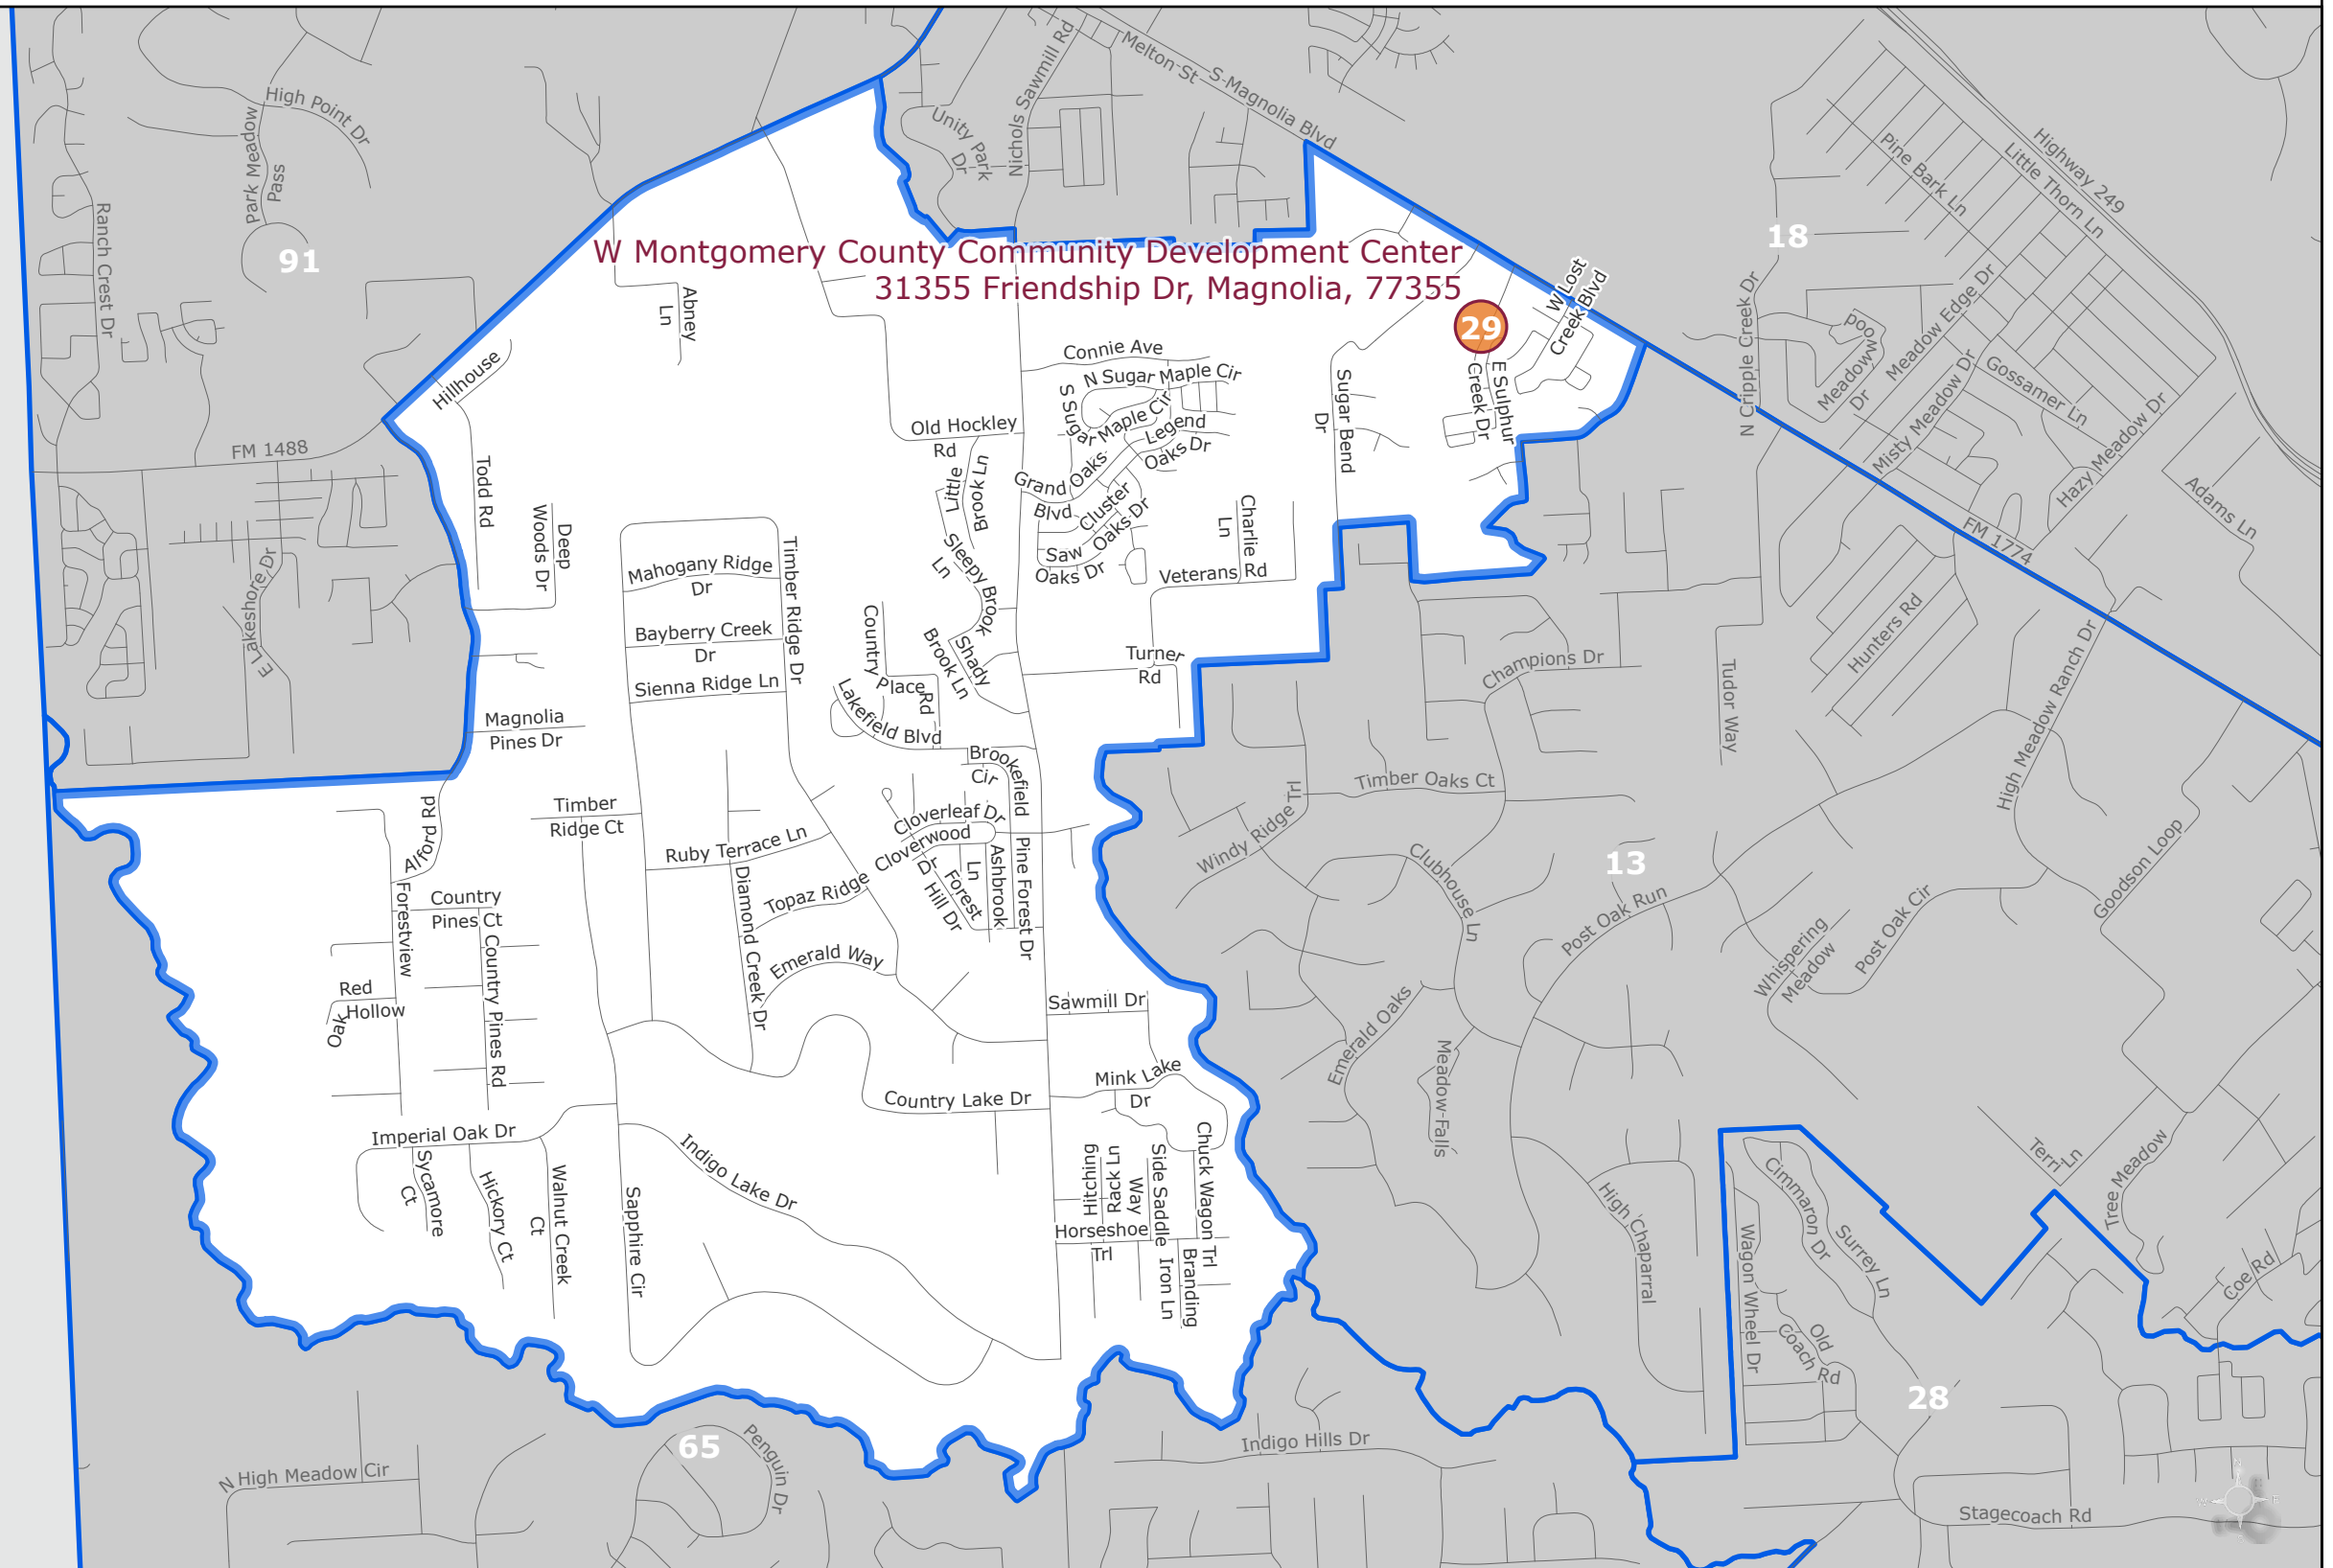 High Point Dr
Park Meadow
Pass
Ranch Crest Dr
91
FM 1488
E Lakeshore Dr
Unity Park
Dr
Nichols Sawmill Rd
Melton St
S Magnolia Blvd
W Montgomery County Community Development Center
31355 Friendship Dr, Magnolia, 77355
29
W Lost
Creek Blvd
E Sulphur
Creek Dr
18
Highway 249
Little Thorn Ln
Pine Bark Ln
N Cripple Creek Dr
Meadow Edge Dr
Meadow
Dr
Misty Meadow Dr
Gossamer Ln
Hazy Meadow Dr
Adams Ln
FM 1774
Hillhouse
Todd Rd
Abney
Ln
Deep
Woods Dr
Connie Ave
N Sugar Maple Cir
S Sugar Maple Cir
Legend
Oaks Dr
Old Hockley
Rd
Little
Brook Ln
Grand Oaks
Blvd
Cluster
Oaks Dr
Saw
Oaks Dr
Charlie
Ln
Veterans Rd
Sugar Bend
Dr
Sleepy Brook
Ln
Shady
Brook Ln
Country
Place
Rd
Lakefield Blvd
Turner
Rd
Mahogany Ridge
Dr
Bayberry Creek
Dr
Sienna Ridge Ln
Timber Ridge Dr
Magnolia
Pines Dr
Timber
Ridge Ct
Alford Rd
Brookefield
Cir
Cloverleaf Dr
Cloverwood
Dr
Forest
Hill Dr
Ashbrook
Ln
Pine Forest Dr
Ruby Terrace Ln
Topaz Ridge
Diamond Creek Dr
Emerald Way
Forestview
Country
Pines Ct
Country Pines Rd
Red
Oak
Hollow
Sawmill Dr
Mink Lake
Dr
Country Lake Dr
Imperial Oak Dr
Sycamore
Ct
Hickory Ct
Walnut Creek
Ct
Sapphire Cir
Indigo Lake Dr
Hitching
Rack Ln
Side Saddle
Way
Chuck Wagon Trl
Horseshoe
Trl
Branding
Iron Ln
Hunters Rd
Champions Dr
Tudor Way
High Meadow Ranch Dr
Timber Oaks Ct
Windy Ridge Trl
13
Clubhouse Ln
Post Oak Run
Whispering
Meadow
Post Oak Cir
Goodson Loop
Emerald Oaks
Meadow Falls
Terri Ln
Tree Meadow
High Chaparral
Cimmaron Dr
Surrey Ln
Wagon Wheel Dr
Old
Coach Rd
Coe Rd
28
65
Penguin Dr
N High Meadow Cir
Indigo Hills Dr
Stagecoach Rd